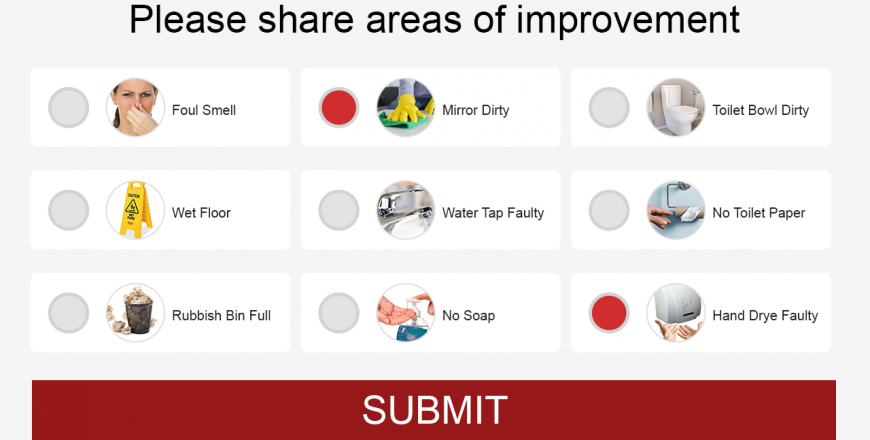 Please share areas of improvement
Foul Smell
Mirror Dirty
Toilet Bowl Dirty
Wet Floor
Water Tap Faulty
No Toilet Paper
Rubbish Bin Full
No Soap
Hand Drye Faulty
SUBMIT